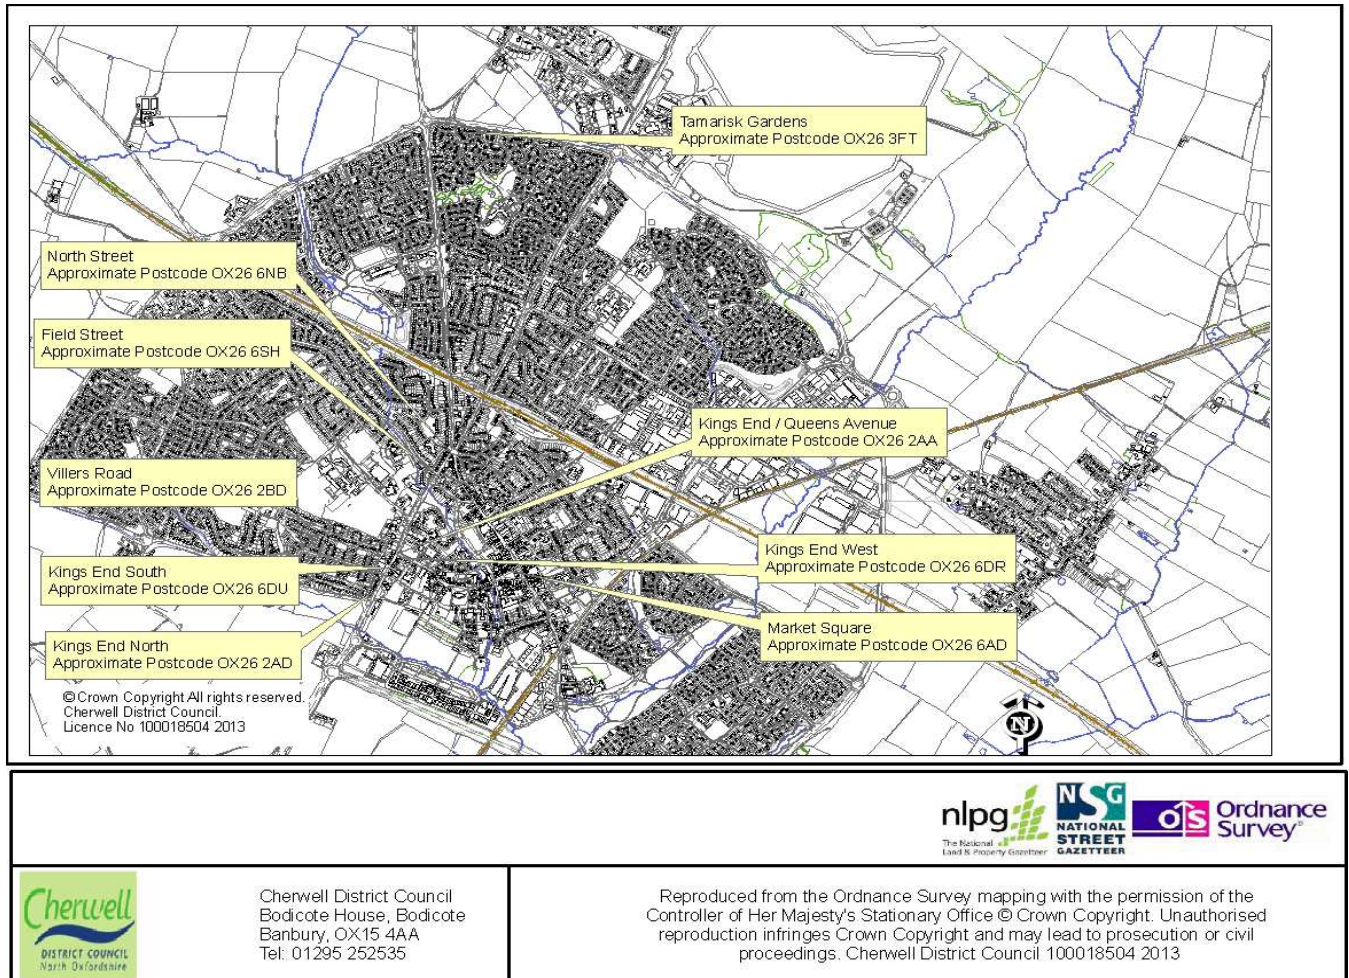 Tamarisk Gardens
Approximate Postcode OX26 3FT
North Street
Approximate Postcode OX26 6NB
Field Street
Approximate Postcode OX26 6SH
Kings End / Queens Avenue
Approximate Postcode OX26 2AA
Villers Road
Approximate Postcode OX26 2BD
Kings End West
Approximate Postcode OX26 6DR
Kings End South
Approximate Postcode OX26 6DU
Market Square
Approximate Postcode OX26 6AD
Kings End North
Approximate Postcode OX26 2AD
© Crown Copyright All rights reserved.
Cherwell District Council.
Licence No 100018504 2013
N
nlpg
The National
Land & Property Gazetteer
NSG
NATIONAL
STREET
GAZETTEER
OS
Ordnance
Survey®
Cherwell
DISTRICT COUNCIL
North Oxfordshire
Cherwell District Council
Bodicote House, Bodicote
Banbury, OX15 4AA
Tel: 01295 252535
Reproduced from the Ordnance Survey mapping with the permission of the
Controller of Her Majesty's Stationary Office © Crown Copyright. Unauthorised
reproduction infringes Crown Copyright and may lead to prosecution or civil
proceedings. Cherwell District Council 100018504 2013